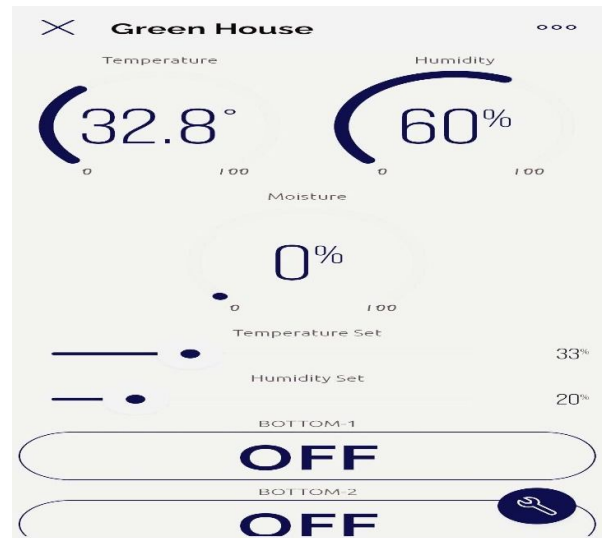 Green House
Temperature Humidity
32.8° 60%
0 100 0 100
Moisture
0%
0 100
Temperature Set
33%
Humidity Set
20%
BOTTOM-1
OFF
BOTTOM-2
OFF